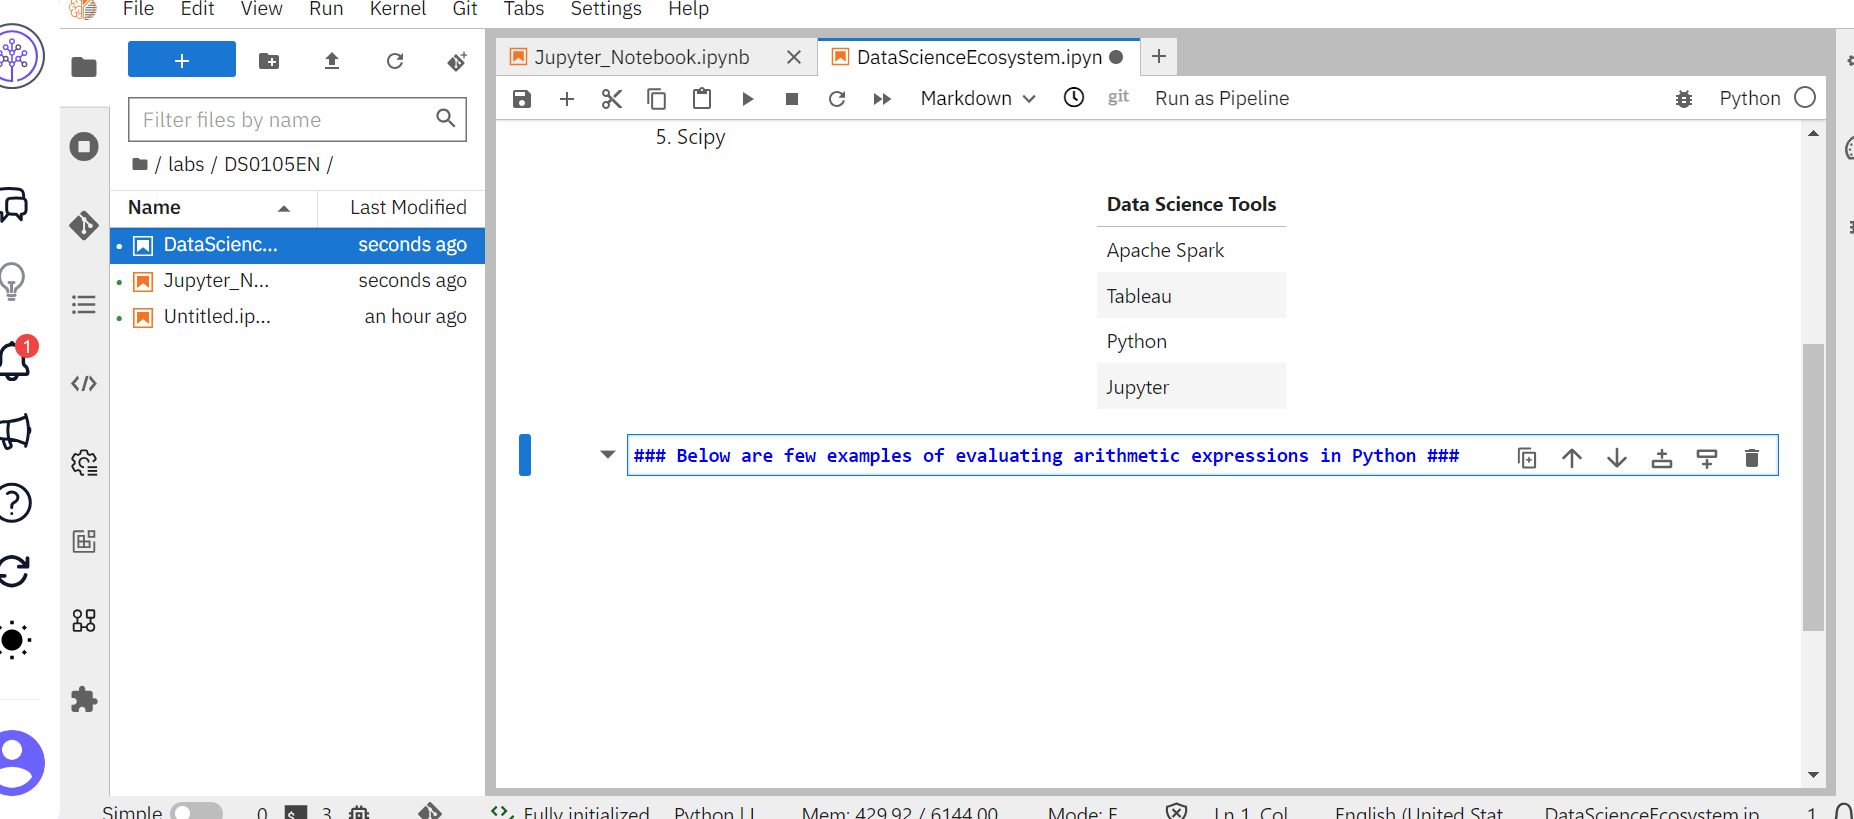 File Edit View Run Kernel Git Tabs Settings Help
Jupyter_Notebook.ipynb
DataScienceEcosystem.ipyn
Markdown
git
Run as Pipeline
Python
Filter files by name
/ labs / DS0105EN /
Name Last Modified
DataScienc... seconds ago
Jupyter_N... seconds ago
Untitled.ip... an hour ago
1
5. Scipy
Data Science Tools
Apache Spark
Tableau
Python
Jupyter
### Below are few examples of evaluating arithmetic expressions in Python ###
Simple 0 3 Fully initialized Python | Mem: 429.92 / 6144.00 Mode: Ln 1, Col English (United Stat DataScienceEcosystem.ip 1